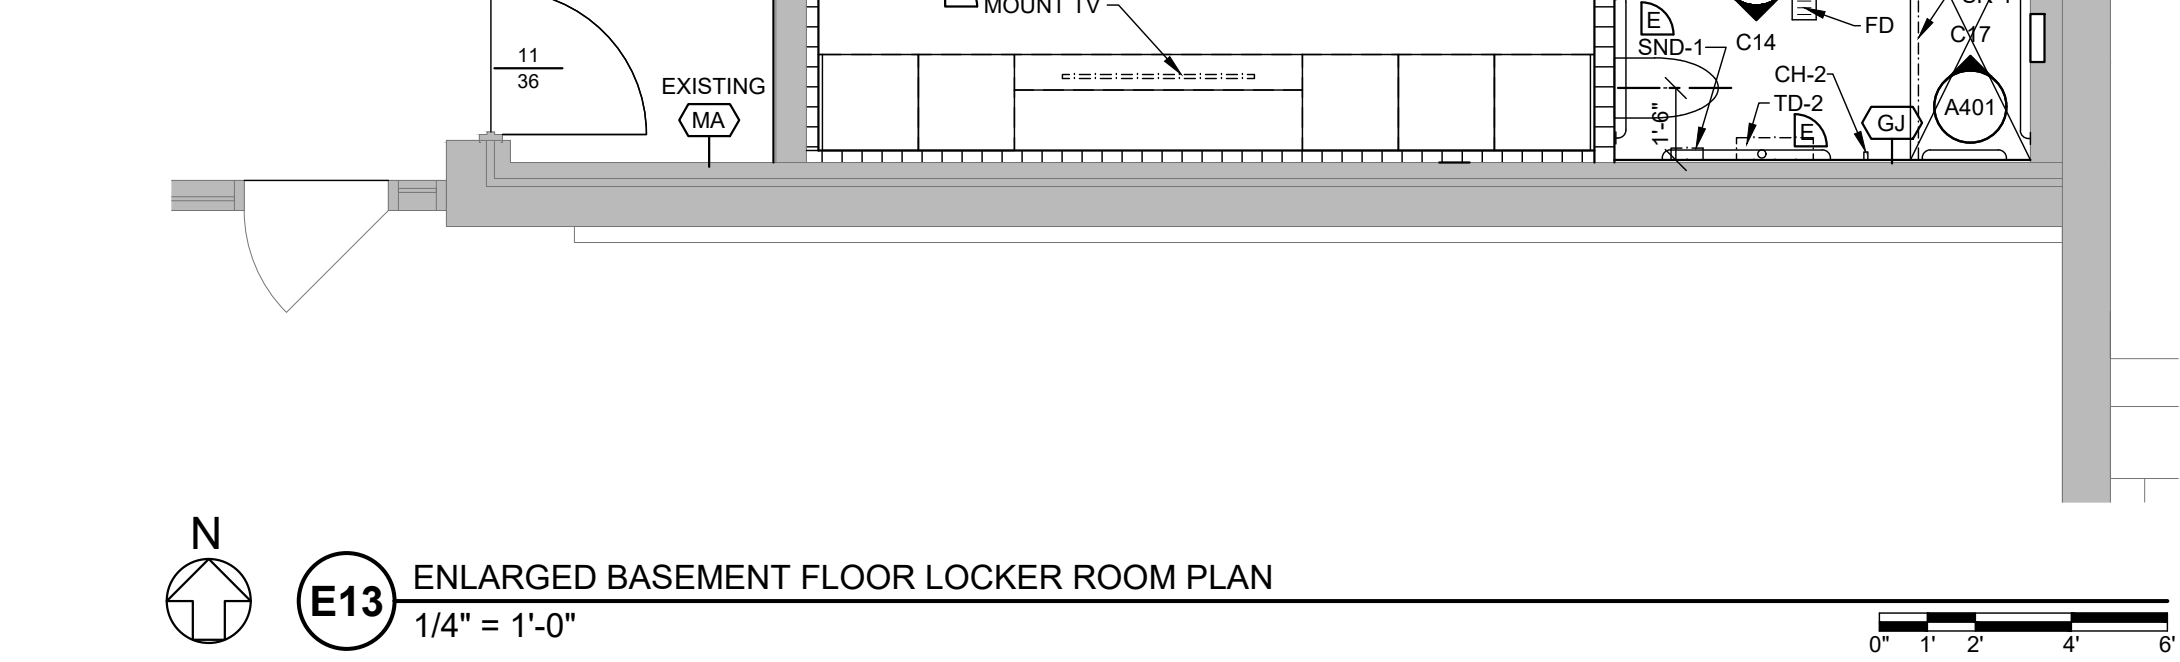 MOUNT TV
E
FD
SND-1
C14
C17
11
36
EXISTING
MA
CH-2
TD-2
1'-6"
E
GJ
A401
N
E13
ENLARGED BASEMENT FLOOR LOCKER ROOM PLAN
1/4" = 1'-0"
0" 1' 2' 4' 6'